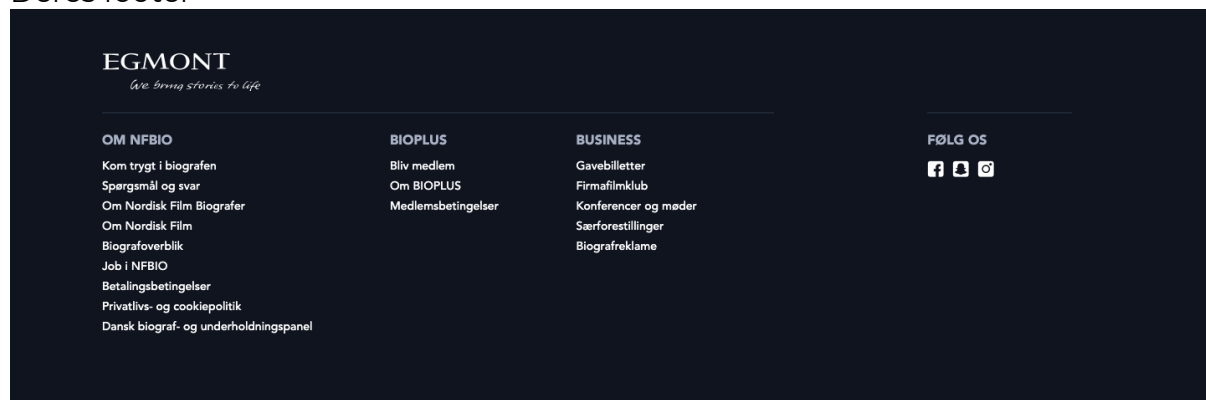 Deres footer
EGMONT
We bring stories to life
OM NFBIO
Kom trygt i biografen
Spørgsmål og svar
Om Nordisk Film Biografer
Om Nordisk Film
Biografoverblik
Job i NFBIO
Betalingsbetingelser
Privatlivs- og cookiepolitik
Dansk biograf- og underholdningspanel
BIOPLUS
Bliv medlem
Om BIOPLUS
Medlemsbetingelser
BUSINESS
Gavebilletter
Firmafilmklub
Konferencer og møder
Særforestillinger
Biografreklame
FØLG OS